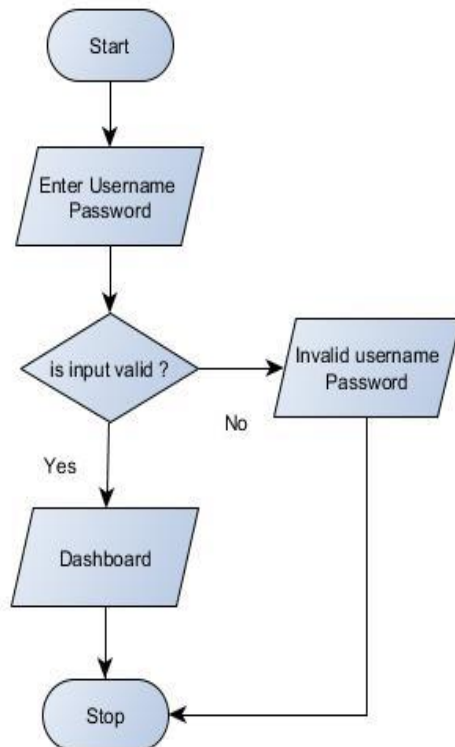 Start
Enter Username
Password
is input valid ?
Invalid username
Password
No
Yes
Dashboard
Stop